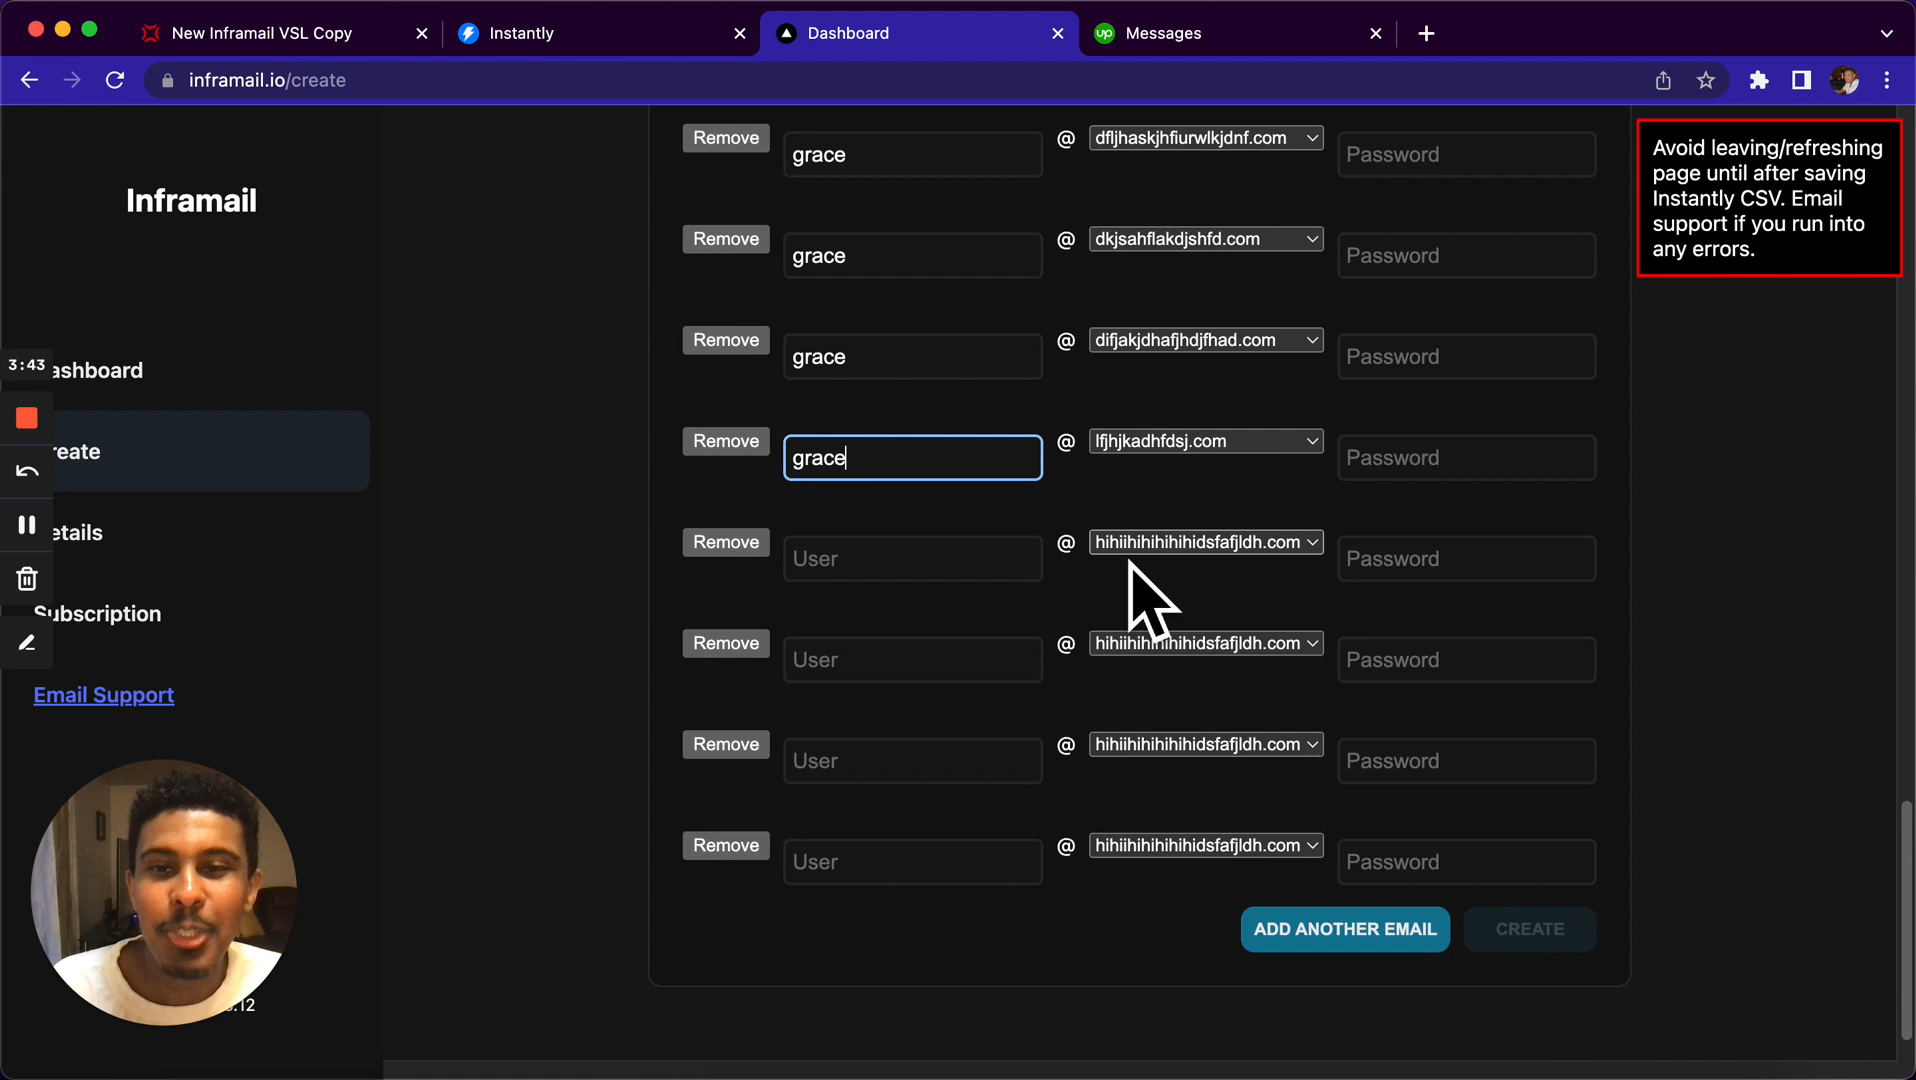 New Inframail VSL Copy
Instantly
Dashboard
up
Messages
inframail.io/create
Inframail
3:43
ashboard
reate
etails
Subscription
Email Support
Remove
grace
@
dfljhaskjhfiurwlkjdnf.com
Password
Remove
grace
@
dkjsahflakdjshfd.com
Password
Remove
grace
@
difjakjdhafjhdjfhad.com
Password
Remove
grace
@
lfjhjkadhfdsj.com
Password
Remove
User
@
hihiihihihihihidsfafjldh.com
Password
Remove
User
@
hihiihihihihihidsfafjldh.com
Password
Remove
User
@
hihiihihihihihidsfafjldh.com
Password
Remove
User
@
hihiihihihihihidsfafjldh.com
Password
ADD ANOTHER EMAIL
CREATE
Avoid leaving/refreshing
page until after saving
Instantly CSV. Email
support if you run into
any errors.